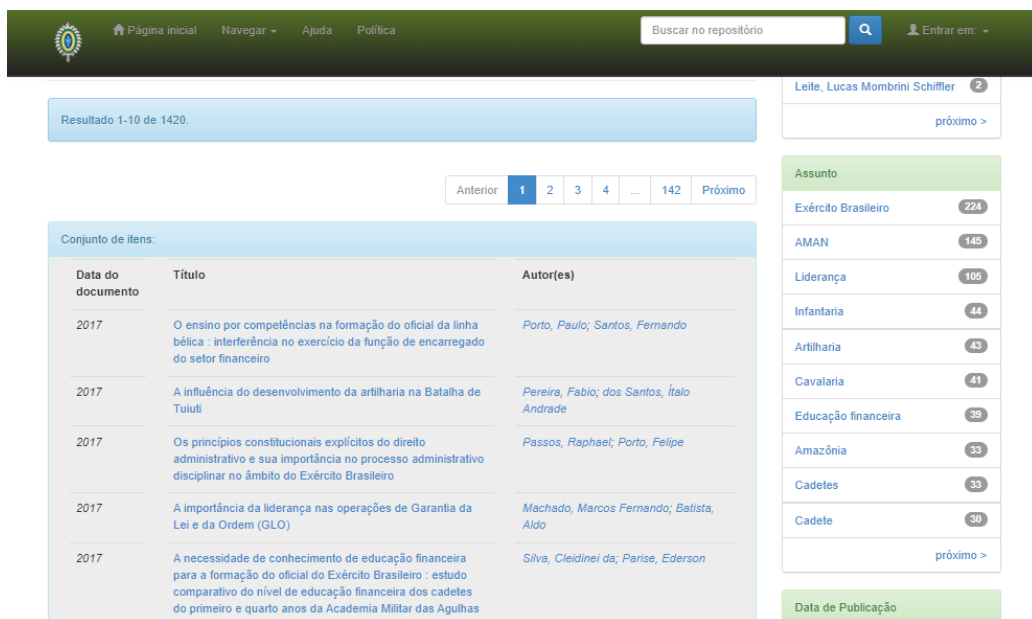 Página inicial Navegar Ajuda Política Buscar no repositório Entrar em:
Resultado 1-10 de 1420.
Anterior 1 2 3 4 ... 142 Próximo
Conjunto de itens:
Data do documento Título Autor(es)
2017 O ensino por competências na formação do oficial da linha Porto, Paulo; Santos, Fernando
bélica : interferência no exercício da função de encarregado
do setor financeiro
2017 A influência do desenvolvimento da artilharia na Batalha de Pereira, Fabio; dos Santos, Ítalo
Tuiuti Andrade
2017 Os princípios constitucionais explícitos do direito Passos, Raphael; Porto, Felipe
administrativo e sua importância no processo administrativo
disciplinar no âmbito do Exército Brasileiro
2017 A importância da liderança nas operações de Garantia da Machado, Marcos Fernando; Batista,
Lei e da Ordem (GLO) Aldo
2017 A necessidade de conhecimento de educação financeira Silva, Cleidinei da; Parise, Ederson
para a formação do oficial do Exército Brasileiro : estudo
comparativo do nível de educação financeira dos cadetes
do primeiro e quarto anos da Academia Militar das Agulhas
Leite, Lucas Mombrini Schiffler 2
próximo >
Assunto
Exército Brasileiro 224
AMAN 145
Liderança 105
Infantaria 44
Artilharia 43
Cavalaria 41
Educação financeira 39
Amazônia 33
Cadetes 33
Cadete 30
próximo >
Data de Publicação